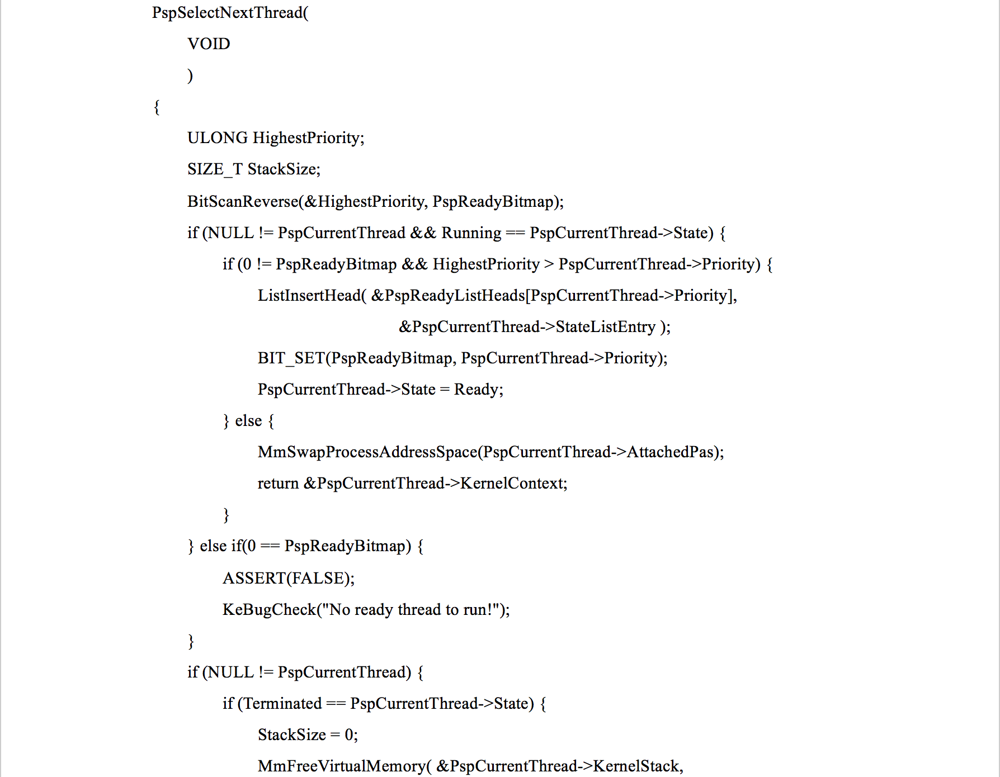 PspSelectNextThread(
VOID
)
{
ULONG HighestPriority;
SIZE_T StackSize;
BitScanReverse(&HighestPriority, PspReadyBitmap);
if (NULL != PspCurrentThread && Running == PspCurrentThread->State) {
if (0 != PspReadyBitmap && HighestPriority > PspCurrentThread->Priority) {
ListInsertHead( &PspReadyListHeads[PspCurrentThread->Priority],
&PspCurrentThread->StateListEntry );
BIT_SET(PspReadyBitmap, PspCurrentThread->Priority);
PspCurrentThread->State = Ready;
} else {
MmSwapProcessAddressSpace(PspCurrentThread->AttachedPas);
return &PspCurrentThread->KernelContext;
}
} else if(0 == PspReadyBitmap) {
ASSERT(FALSE);
KeBugCheck("No ready thread to run!");
}
if (NULL != PspCurrentThread) {
if (Terminated == PspCurrentThread->State) {
StackSize = 0;
MmFreeVirtualMemory( &PspCurrentThread->KernelStack,